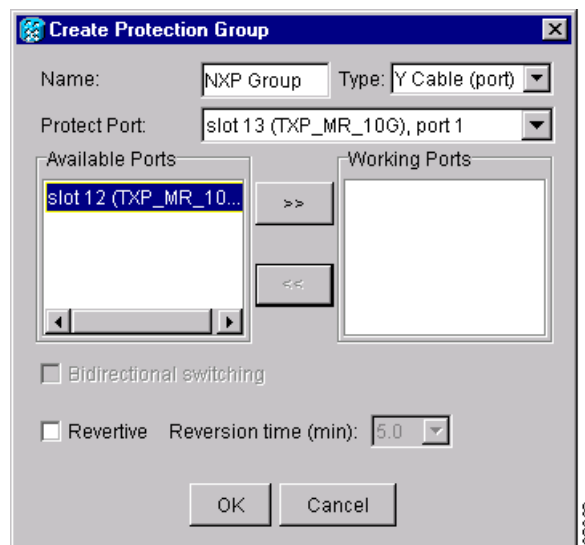 Create Protection Group
Name: NXP Group Type: Y Cable (port)
Protect Port: slot 13 (TXP_MR_10G), port 1
Available Ports Working Ports
slot 12 (TXP_MR_10...
>>
<<
Bidirectional switching
Revertive Reversion time (min): 5.0
OK Cancel